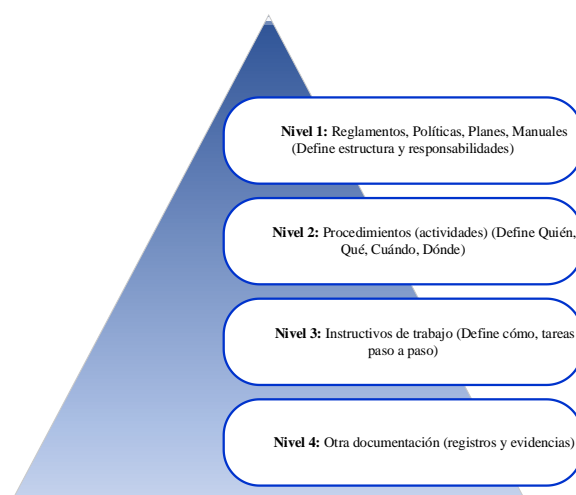 Nivel 1: Reglamentos, Políticas, Planes, Manuales
(Define estructura y responsabilidades)
Nivel 2: Procedimientos (actividades) (Define Quién,
Qué, Cuándo, Dónde)
Nivel 3: Instructivos de trabajo (Define cómo, tareas
paso a paso)
Nivel 4: Otra documentación (registros y evidencias)